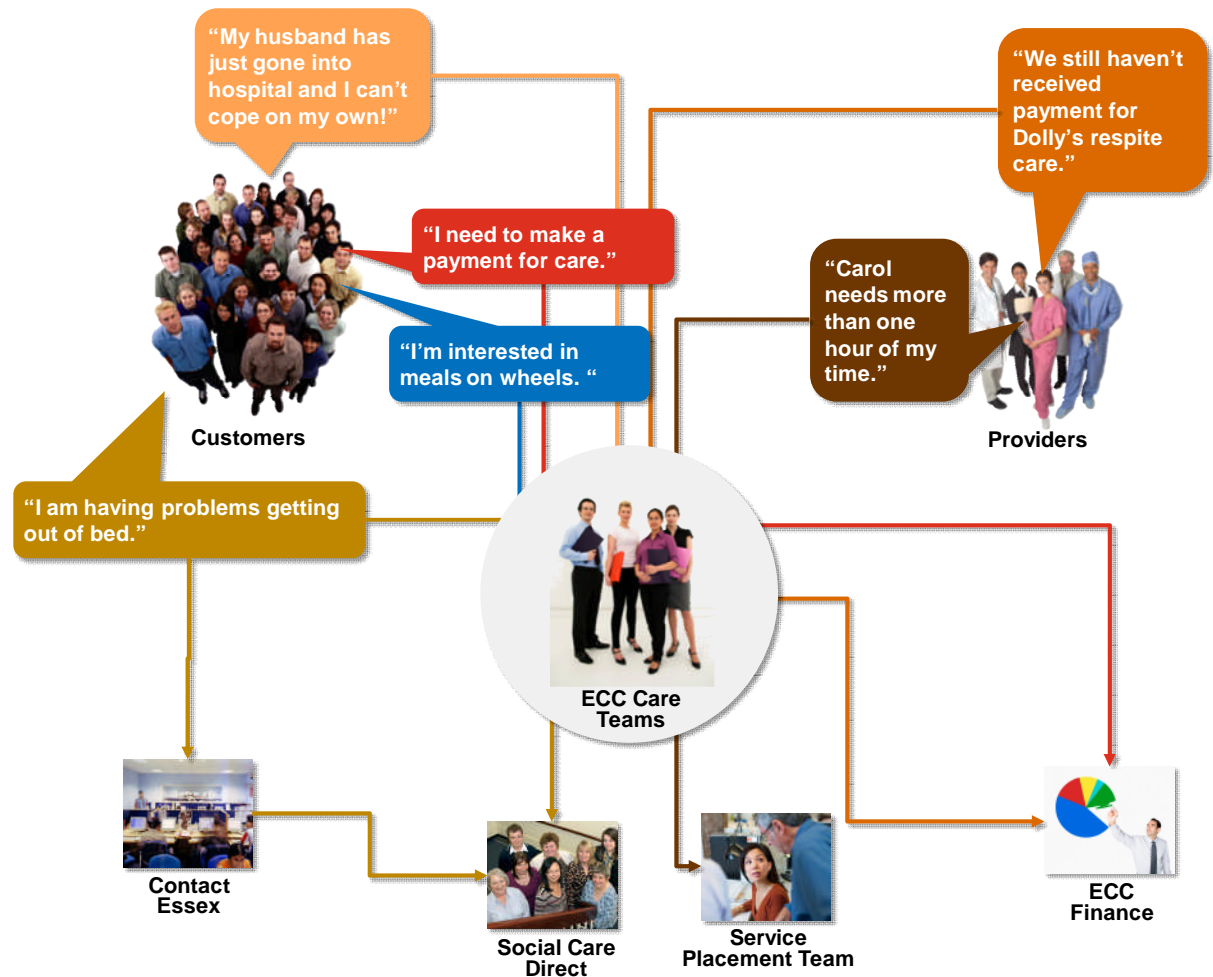 “My husband has
just gone into
hospital and I can’t
cope on my own!”
“We still haven’t
received
payment for
Dolly’s respite
care.”
“I need to make a
payment for care.”
“Carol
needs more
than one
hour of my
time.”
“I’m interested in
meals on wheels. “
Customers
Providers
“I am having problems getting
out of bed.”
ECC Care
Teams
Contact
Essex
Social Care
Direct
Service
Placement Team
ECC
Finance